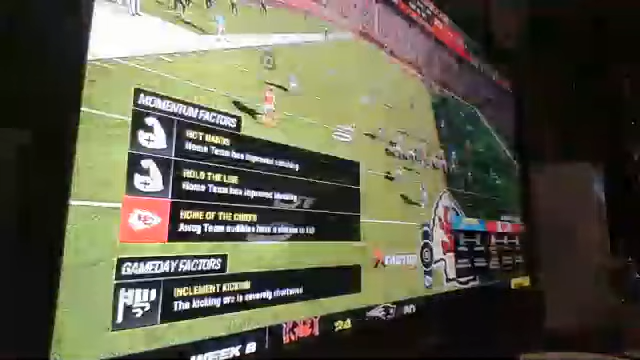 MOMENTUM FACTORS
HOT HANDS
Home Team has improved catching
HOLD THE LINE
Home Team has improved blocking
HOME OF THE CHIEFS
Away Team audibles have a chance to fail
GAMEDAY FACTORS
INCLEMENT KICKING
The kicking arc is severely shortened
WEEK 8
24